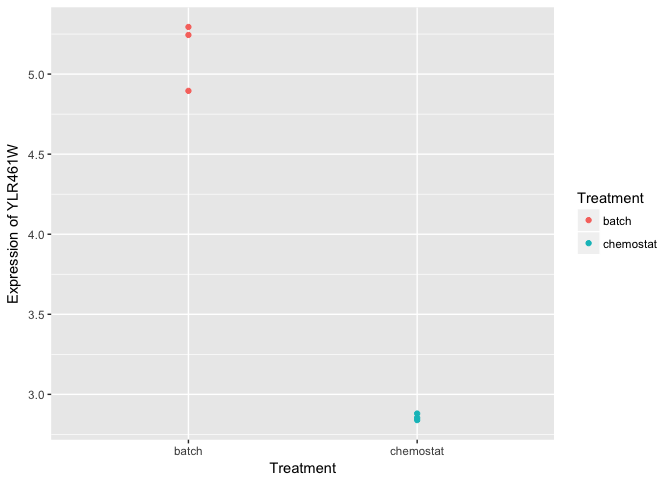 Expression of YLR461W
5.0
4.5
4.0
3.5
3.0
batch
chemostat
Treatment
Treatment
batch
chemostat